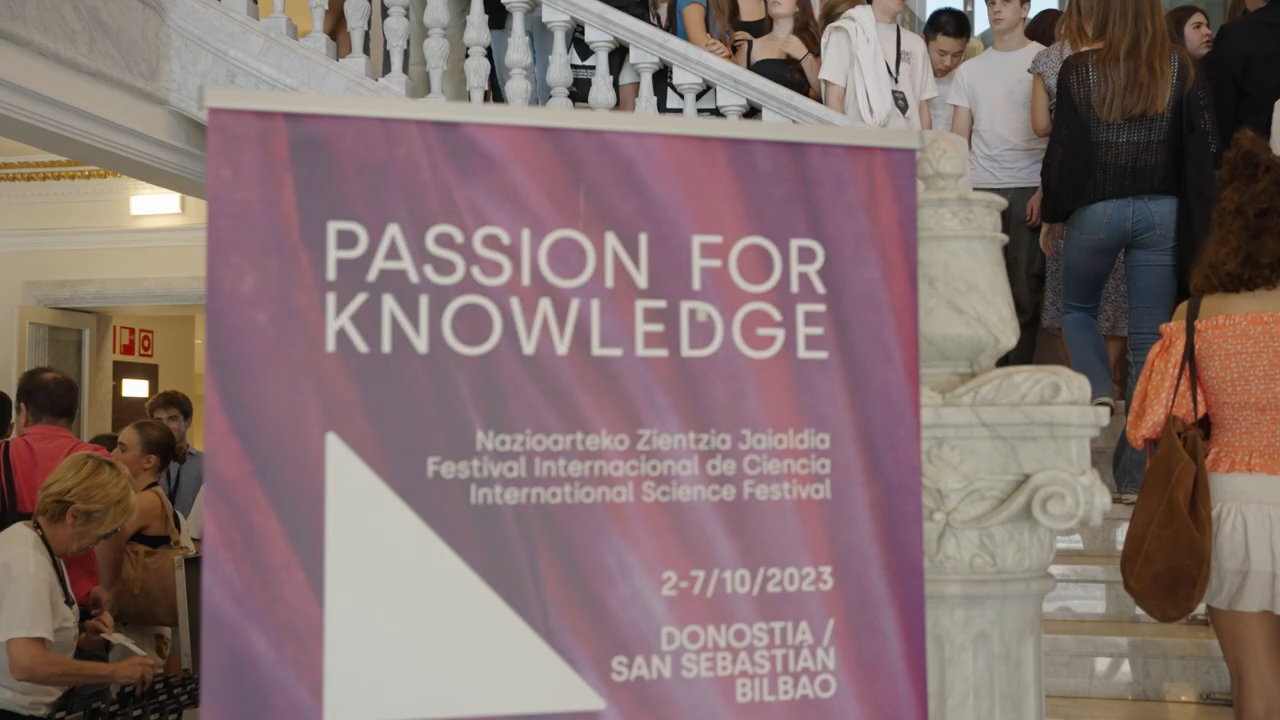 PASSION FOR
KNOWLEDGE
Nazioarteko Zientzia Jaialdia
Festival Internacional de Ciencia
International Science Festival
2-7/10/2023
DONOSTIA /
SAN SEBASTIÁN
BILBAO